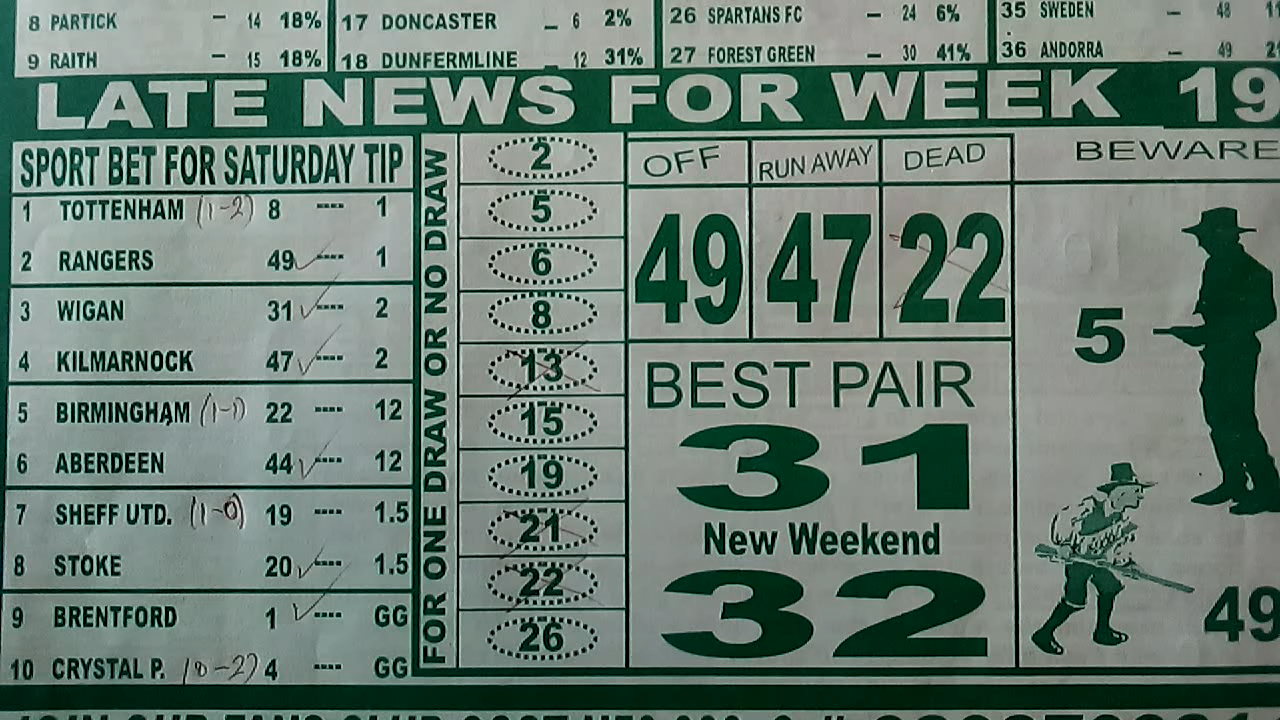 8 PARTICK – 14 18% 17 DONCASTER – 6 2% 26 SPARTANS FC – 24 6% 35 SWEDEN – 48
9 RAITH – 15 18% 18 DUNFERMLINE – 12 31% 27 FOREST GREEN – 30 41% 36 ANDORRA – 49
LATE NEWS FOR WEEK 19
SPORT BET FOR SATURDAY TIP
1 TOTTENHAM (1-2) 8 ---- 1
2 RANGERS 49 ---- 1
3 WIGAN 31 ---- 2
4 KILMARNOCK 47 ---- 2
5 BIRMINGHAM (1-1) 22 ---- 12
6 ABERDEEN 44 ---- 12
7 SHEFF UTD. (1-0) 19 ---- 1.5
8 STOKE 20 ---- 1.5
9 BRENTFORD 1 ---- GG
10 CRYSTAL P. (0-2) 4 ---- GG
FOR ONE DRAW OR NO DRAW
2
5
6
8
13
15
19
21
22
26
OFF RUN AWAY DEAD
49 47 22
BEST PAIR
31
New Weekend
32
BEWARE
5
49